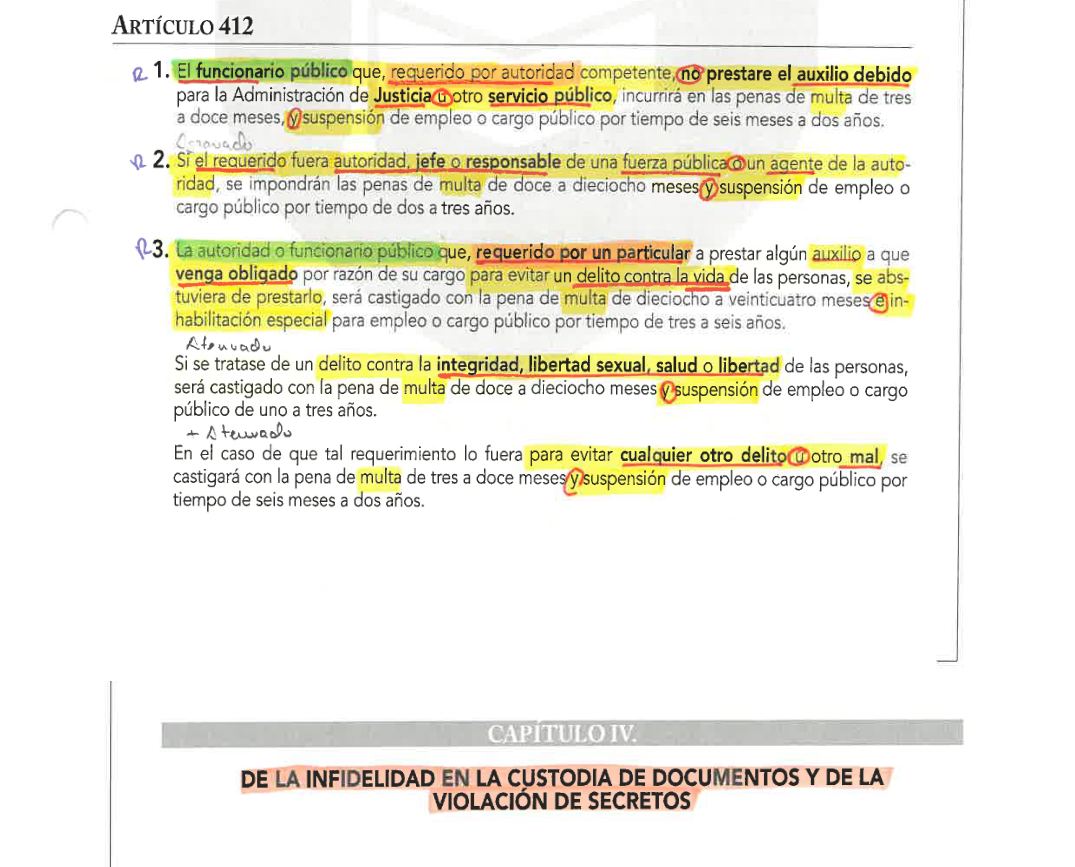 ARTÍCULO 412
R 1. El funcionario público que, requerido por autoridad competente, no prestare el auxilio debido
para la Administración de Justicia u otro servicio público, incurrirá en las penas de multa de tres
a doce meses, y suspensión de empleo o cargo público por tiempo de seis meses a dos años.
Agravado
R 2. Si el requerido fuera autoridad, jefe o responsable de una fuerza pública o un agente de la auto-
ridad, se impondrán las penas de multa de doce a dieciocho meses y suspensión de empleo o
cargo público por tiempo de dos a tres años.
R 3. La autoridad o funcionario público que, requerido por un particular a prestar algún auxilio a que
venga obligado por razón de su cargo para evitar un delito contra la vida de las personas, se abs-
tuviera de prestarlo, será castigado con la pena de multa de dieciocho a veinticuatro meses e in-
habilitación especial para empleo o cargo público por tiempo de tres a seis años.
Atenuado
Si se tratase de un delito contra la integridad, libertad sexual, salud o libertad de las personas,
será castigado con la pena de multa de doce a dieciocho meses y suspensión de empleo o cargo
público de uno a tres años.
+ Atenuado
En el caso de que tal requerimiento lo fuera para evitar cualquier otro delito u otro mal, se
castigará con la pena de multa de tres a doce meses y suspensión de empleo o cargo público por
tiempo de seis meses a dos años.
CAPÍTULO IV.
DE LA INFIDELIDAD EN LA CUSTODIA DE DOCUMENTOS Y DE LA
VIOLACIÓN DE SECRETOS